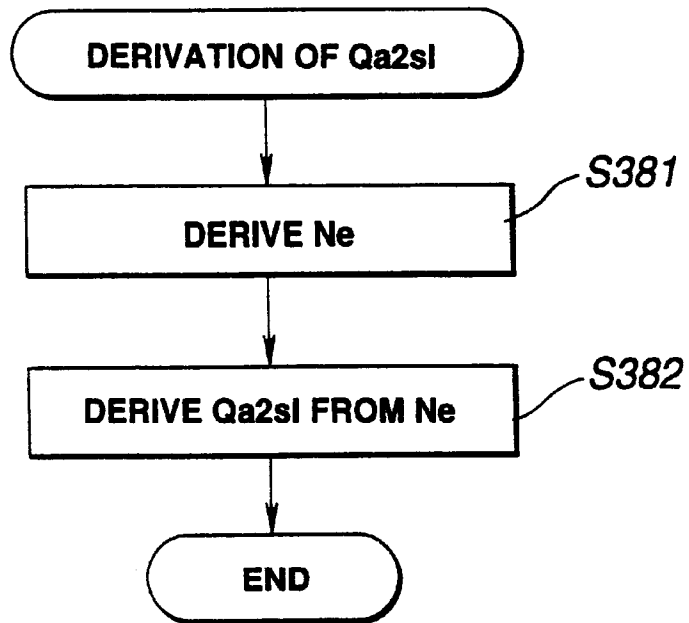 DERIVATION OF Qa2sl
S381
DERIVE Ne
S382
DERIVE Qa2sl FROM Ne
END